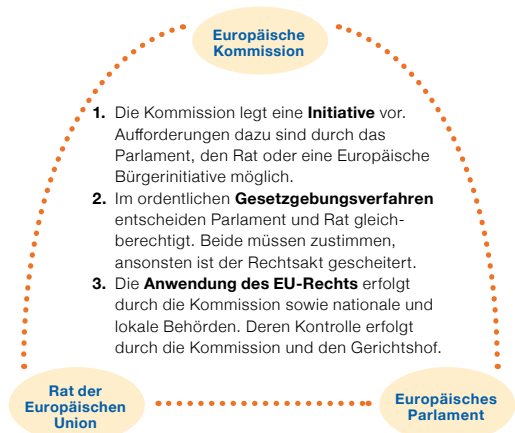 Europäische
Kommission
1. Die Kommission legt eine Initiative vor.
Aufforderungen dazu sind durch das
Parlament, den Rat oder eine Europäische
Bürgerinitiative möglich.
2. Im ordentlichen Gesetzgebungsverfahren
entscheiden Parlament und Rat gleich-
berechtigt. Beide müssen zustimmen,
ansonsten ist der Rechtsakt gescheitert.
3. Die Anwendung des EU-Rechts erfolgt
durch die Kommission sowie nationale und
lokale Behörden. Deren Kontrolle erfolgt
durch die Kommission und den Gerichtshof.
Rat der
Europäischen
Union
Europäisches
Parlament